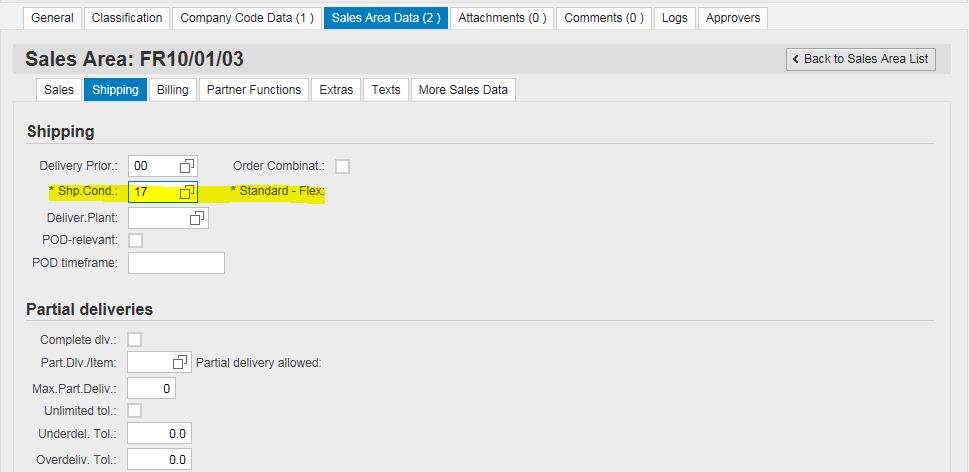 General Classification Company Code Data (1 ) Sales Area Data (2 ) Attachments (0 ) Comments (0 ) Logs Approvers
Sales Area: FR10/01/03 < Back to Sales Area List
Sales Shipping Billing Partner Functions Extras Texts More Sales Data
Shipping
Delivery Prior.: 00 Order Combinat.:
* Shp.Cond.: 17 * Standard - Flex:
Deliver.Plant:
POD-relevant:
POD timeframe:
Partial deliveries
Complete dlv.:
Part.Dlv./Item: Partial delivery allowed:
Max.Part.Deliv.: 0
Unlimited tol.:
Underdel. Tol.: 0.0
Overdeliv. Tol.: 0.0